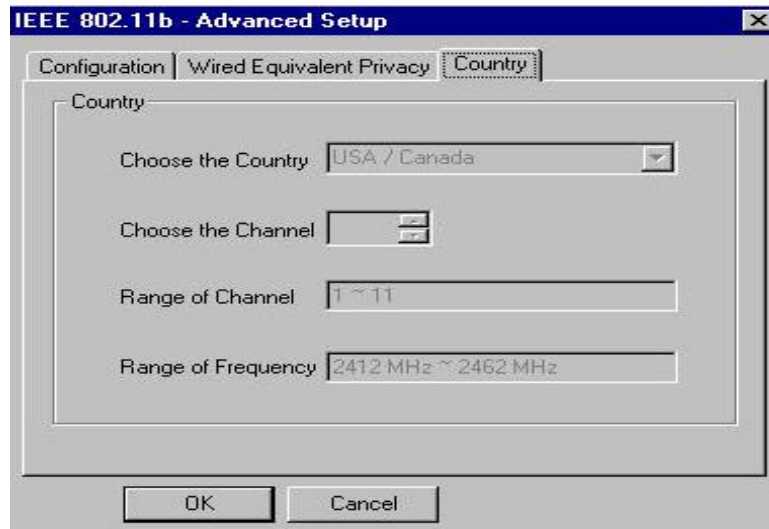 IEEE 802.11b - Advanced Setup
Configuration Wired Equivalent Privacy Country
Country
Choose the Country USA / Canada
Choose the Channel
Range of Channel 1 ~ 11
Range of Frequency 2412 MHz ~ 2462 MHz
OK Cancel